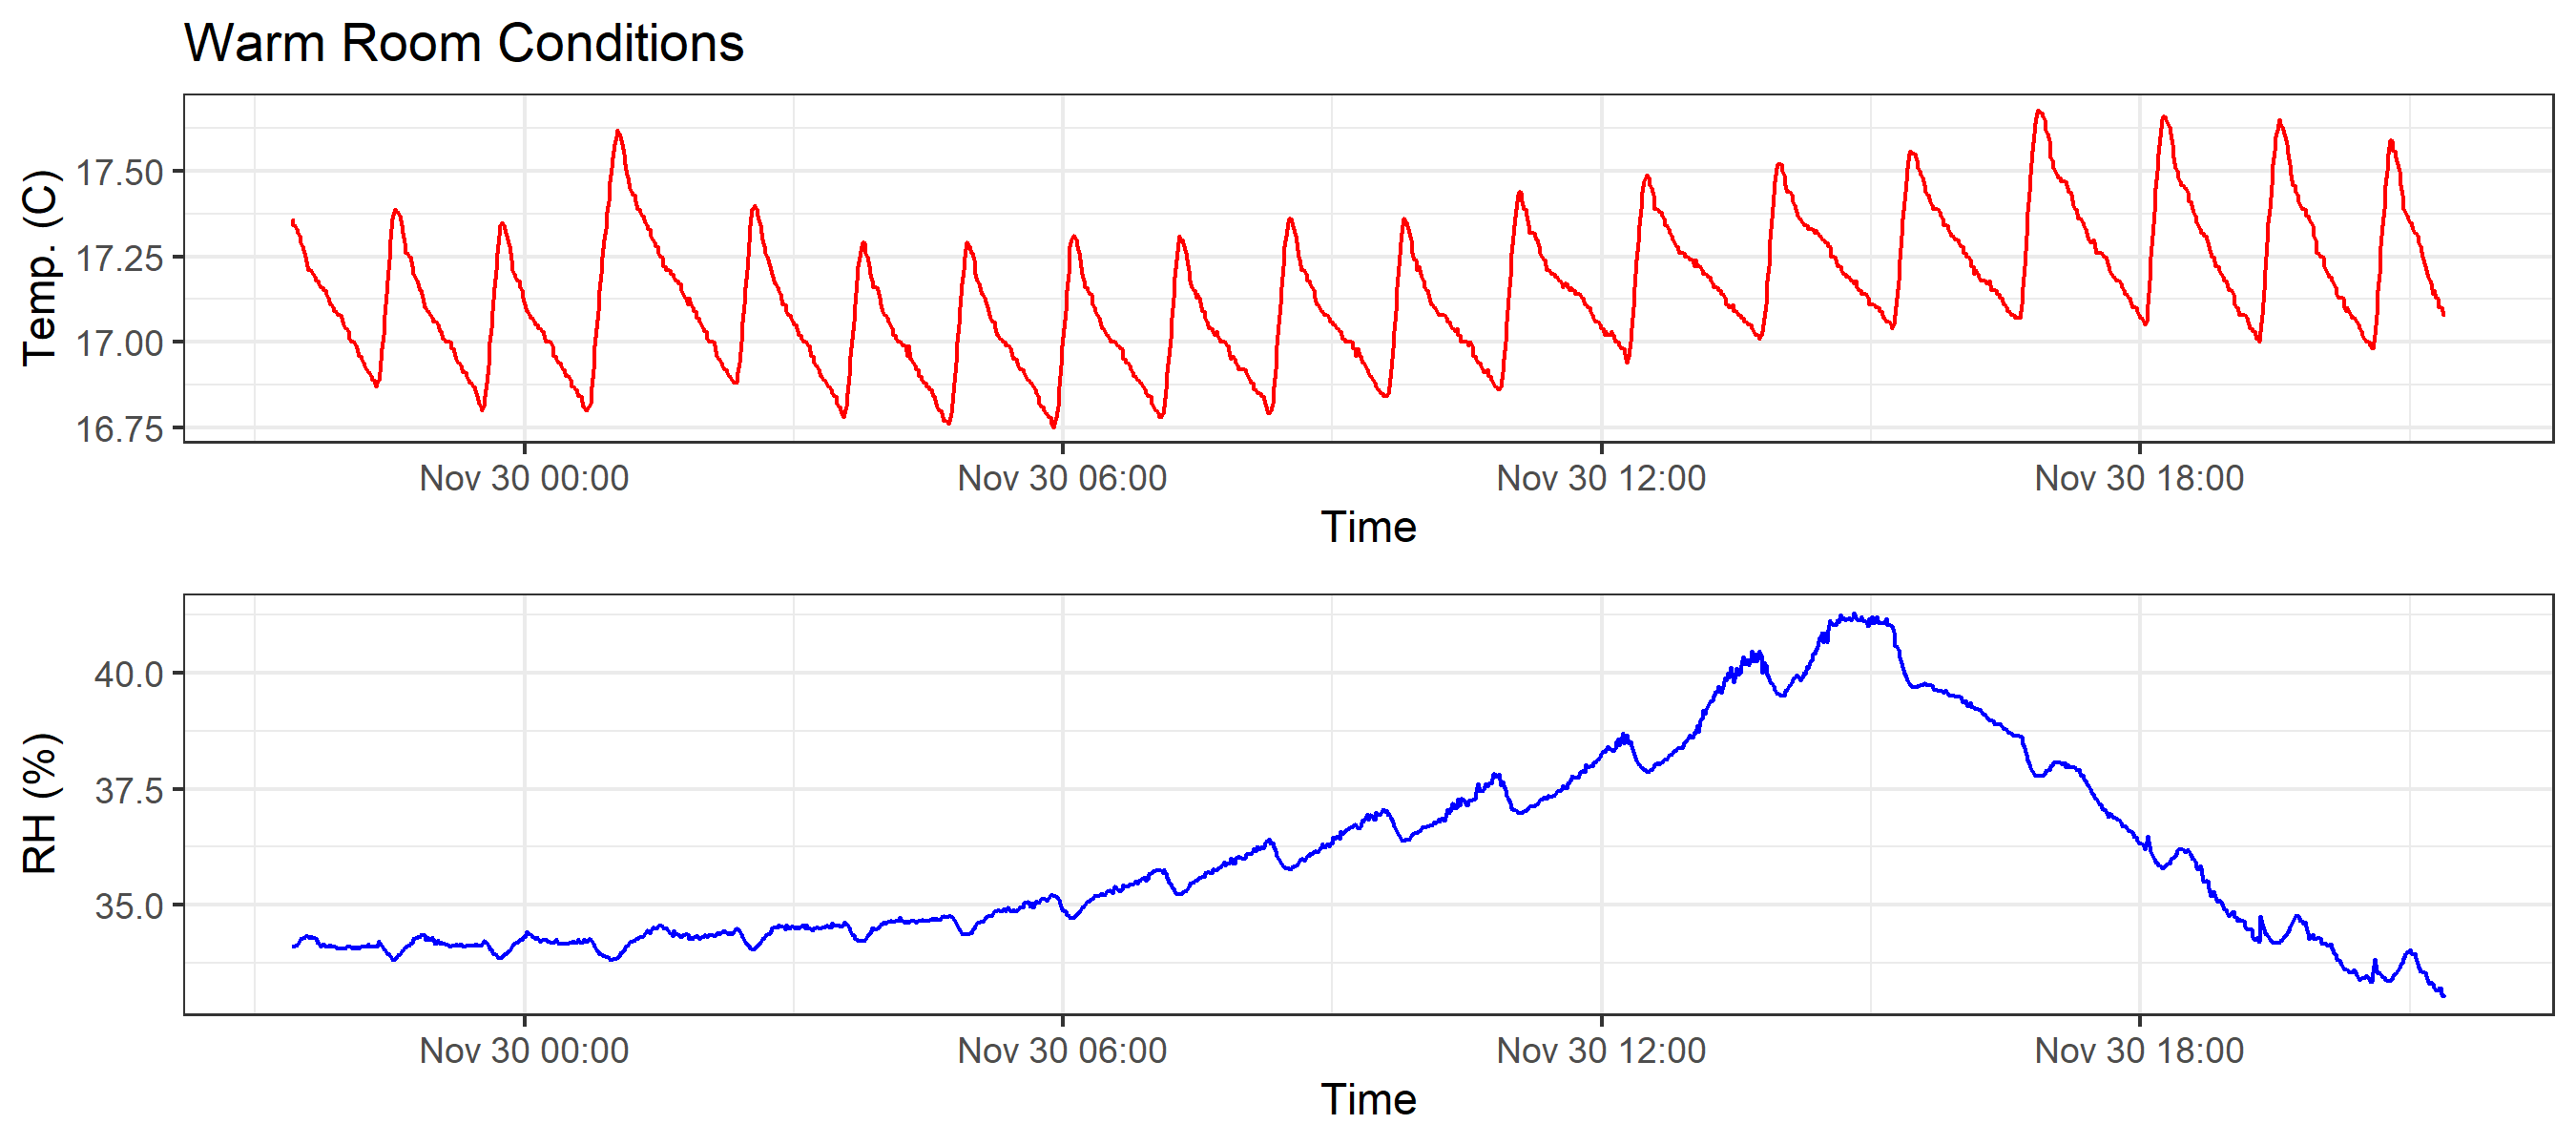 Warm Room Conditions
Temp. (C)
17.50
17.25
17.00
16.75
Nov 30 00:00 Nov 30 06:00 Nov 30 12:00 Nov 30 18:00
Time
RH (%)
40.0
37.5
35.0
Nov 30 00:00 Nov 30 06:00 Nov 30 12:00 Nov 30 18:00
Time